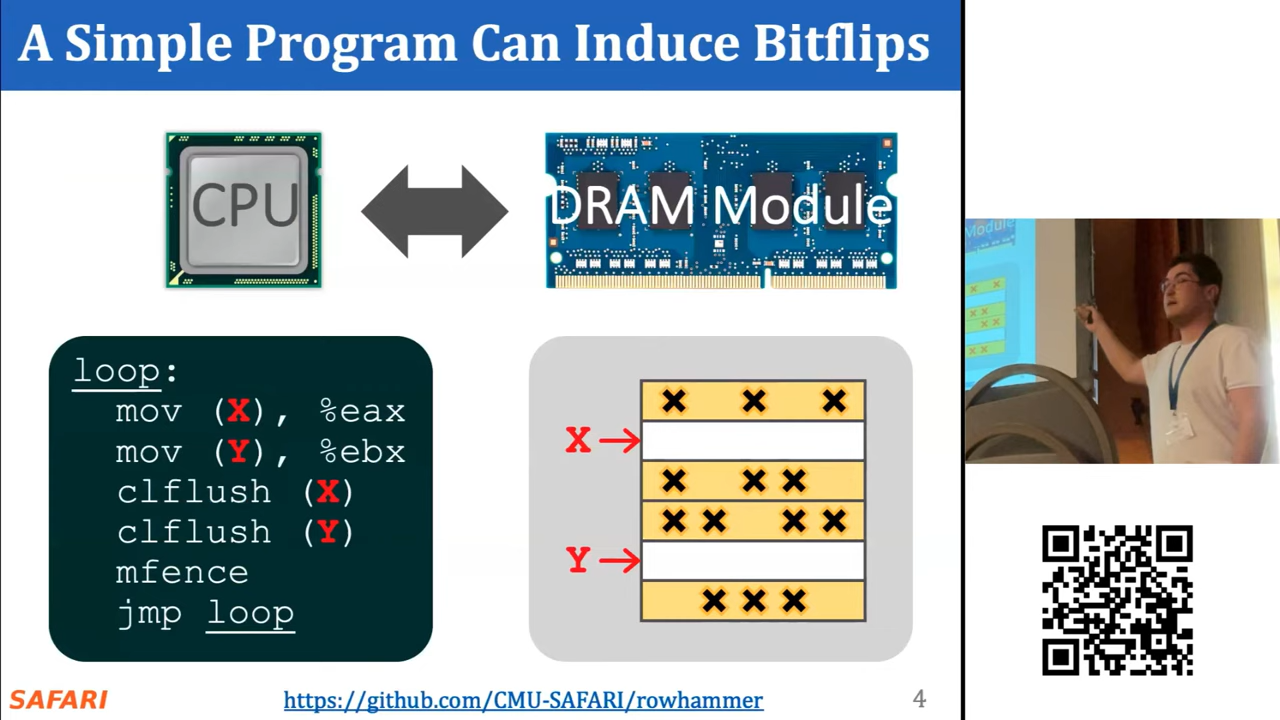 A Simple Program Can Induce Bitflips
CPU
DRAM Module
loop:
mov (X), %eax
mov (Y), %ebx
clflush (X)
clflush (Y)
mfence
jmp loop
X
Y
Module
SAFARI
https://github.com/CMU-SAFARI/rowhammer
4